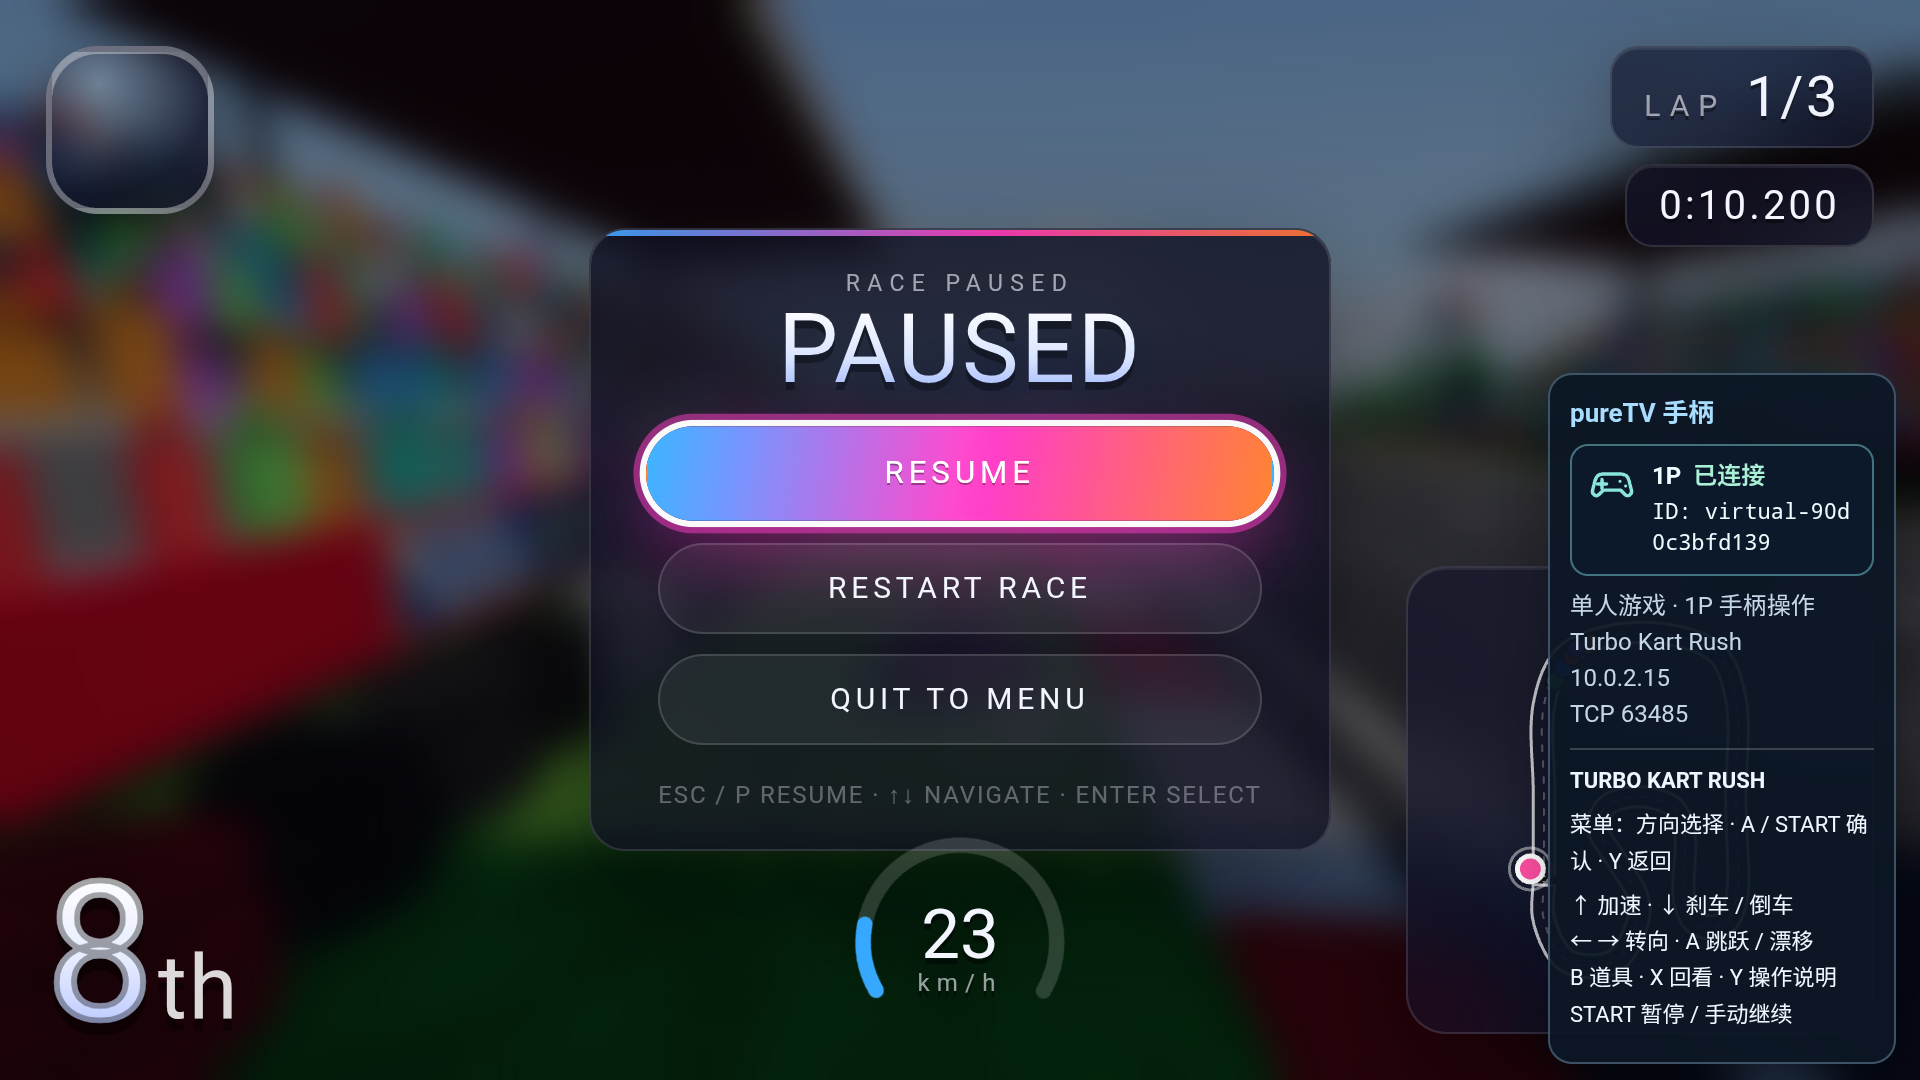 LAP 1/3
0:10.200
RACE PAUSED
PAUSED
RESUME
RESTART RACE
QUIT TO MENU
ESC / P RESUME · ↑↓ NAVIGATE · ENTER SELECT
8th
23
km/h
pureTV 手柄
1P 已连接
ID: virtual-90d
0c3bfd139
单人游戏 · 1P 手柄操作
Turbo Kart Rush
10.0.2.15
TCP 63485
TURBO KART RUSH
菜单：方向选择 · A / START 确
认 · Y 返回
↑ 加速 · ↓ 刹车 / 倒车
←→ 转向 · A 跳跃 / 漂移
B 道具 · X 回看 · Y 操作说明
START 暂停 / 手动继续